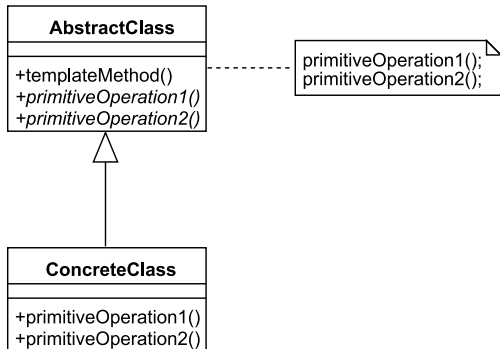 AbstractClass
+templateMethod()
+primitiveOperation1()
+primitiveOperation2()
primitiveOperation1();
primitiveOperation2();
ConcreteClass
+primitiveOperation1()
+primitiveOperation2()